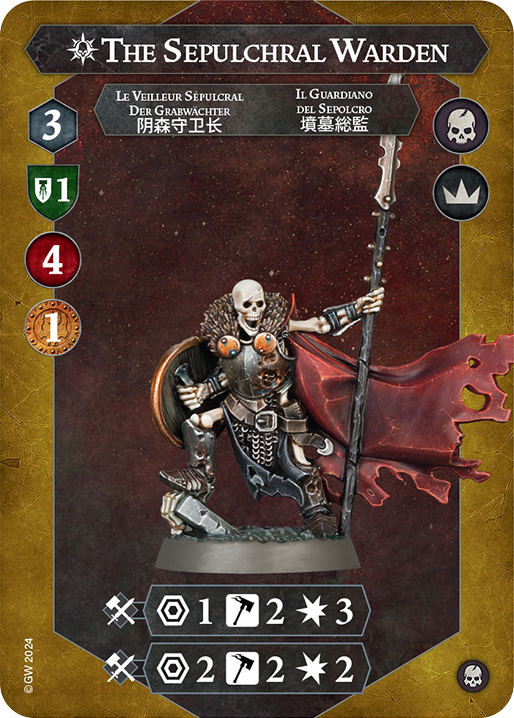 The Sepulchral Warden
Le Veilleur Sépulcral
Der Grabwächter
阴森守卫长
Il Guardiano
del Sepolcro
墳墓総監
3
1
4
1
1 2 3
2 2 2
©GW 2024